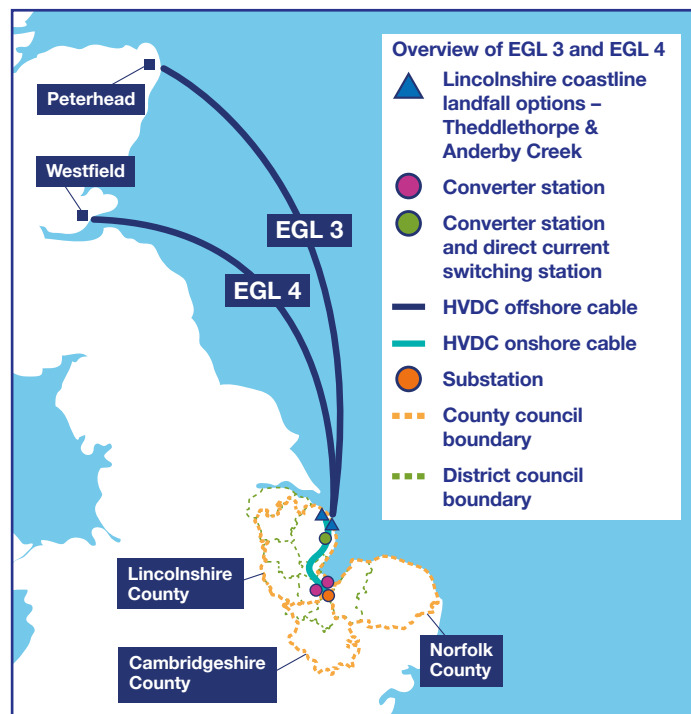 Overview of EGL 3 and EGL 4
Lincolnshire coastline
landfall options –
Theddlethorpe &
Anderby Creek
Converter station
Converter station
and direct current
switching station
HVDC offshore cable
HVDC onshore cable
Substation
County council
boundary
District council
boundary
Peterhead
Westfield
EGL 3
EGL 4
Lincolnshire
County
Cambridgeshire
County
Norfolk
County